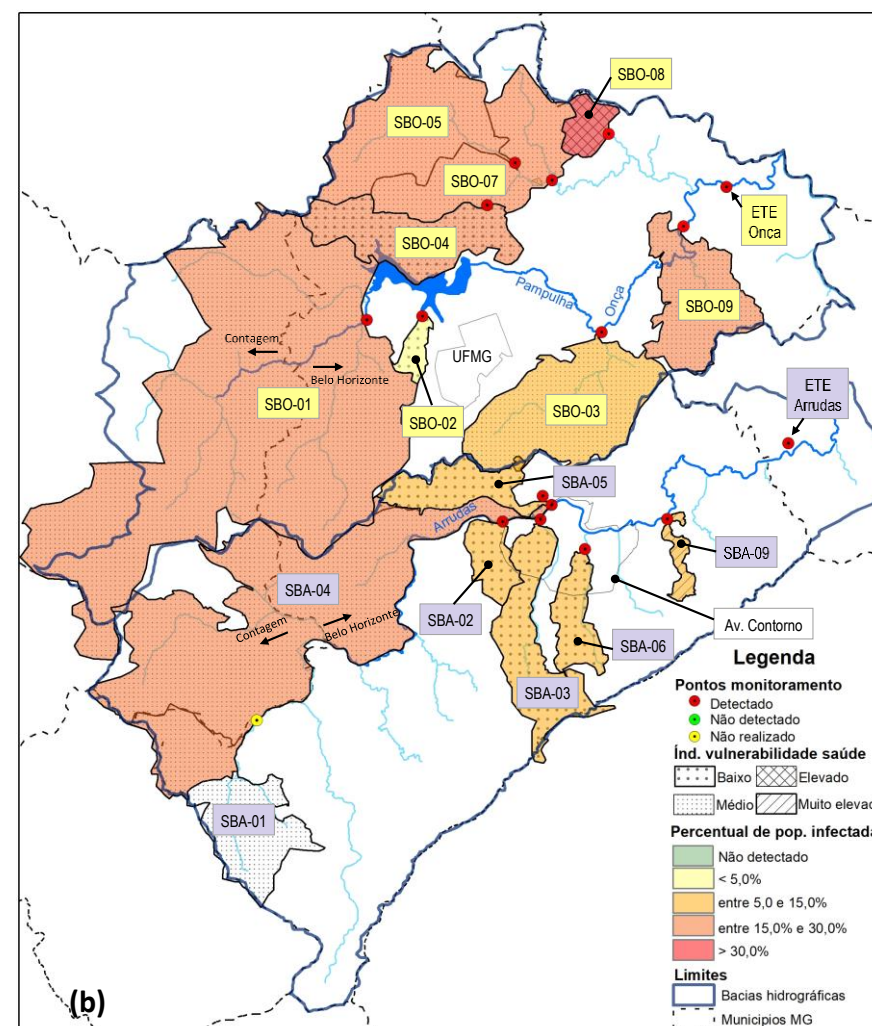 SBO-08
SBO-05
SBO-07
ETE
Onça
SBO-04
Pampulha
Onça
SBO-09
Contagem
UFMG
Belo Horizonte
ETE
Arrudas
SBO-01
SBO-03
SBO-02
SBA-05
Arrudas
SBA-09
SBA-04
Contagem
Belo Horizonte
SBA-02
Av. Contorno
SBA-06
SBA-03
SBA-01
(b)
Legenda
Pontos monitoramento
Detectado
Não detectado
Não realizado
Índ. vulnerabilidade saúde
Baixo
Elevado
Médio
Muito elevad
Percentual de pop. infectada
Não detectado
< 5,0%
entre 5,0 e 15,0%
entre 15,0% e 30,0%
> 30,0%
Limites
Bacias hidrográficas
Municipios MG